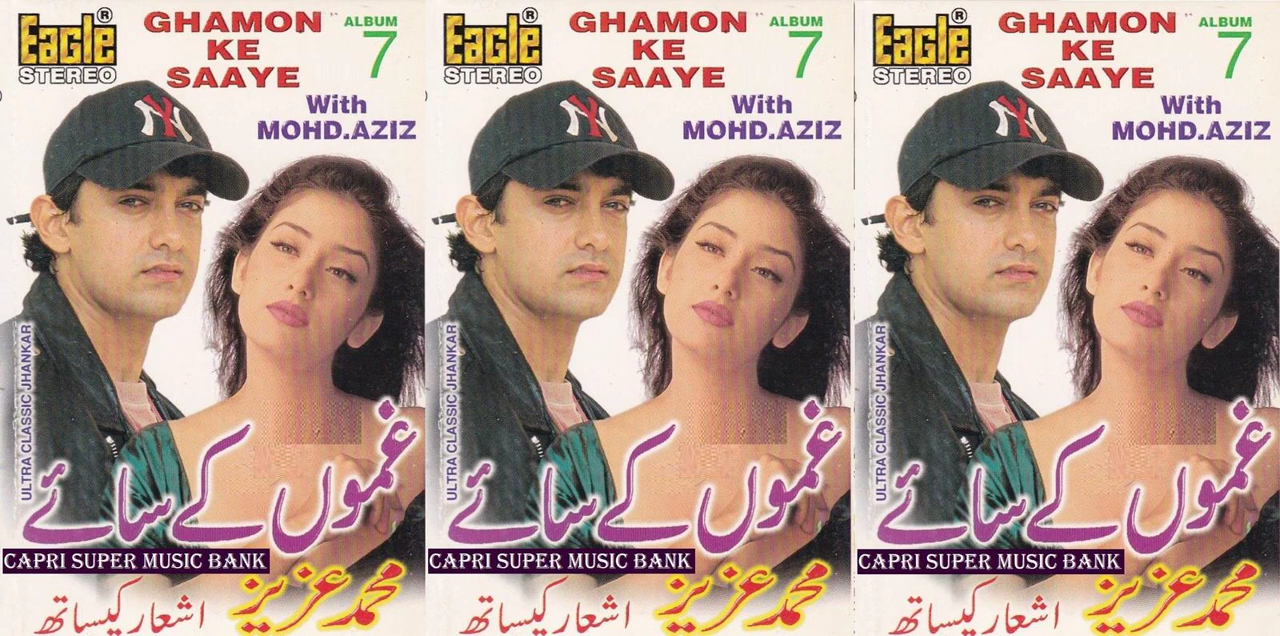 Eagle®
STEREO
GHAMON
KE
SAAYE
ALBUM
7
With
MOHD.AZIZ
ULTRA CLASSIC JHANKAR
غموں کے سائے
CAPRI SUPER MUSIC BANK
محمد عزیز
اشعار کیساتھ
Eagle®
STEREO
GHAMON
KE
SAAYE
ALBUM
7
With
MOHD.AZIZ
ULTRA CLASSIC JHANKAR
غموں کے سائے
CAPRI SUPER MUSIC BANK
محمد عزیز
اشعار کیساتھ
Eagle®
STEREO
GHAMON
KE
SAAYE
ALBUM
7
With
MOHD.AZIZ
ULTRA CLASSIC JHANKAR
غموں کے سائے
CAPRI SUPER MUSIC BANK
محمد عزیز
اشعار کیساتھ